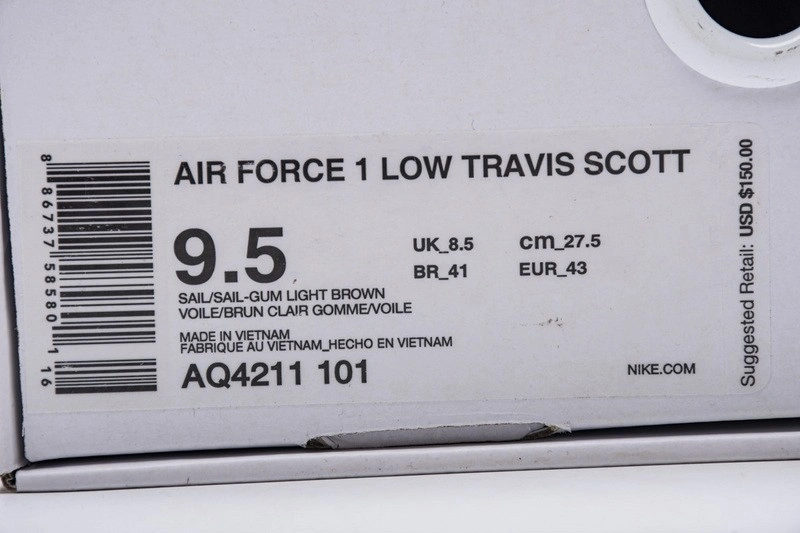 AIR FORCE 1 LOW TRAVIS SCOTT
9.5
UK_8.5 cm_27.5
BR_41 EUR_43
SAIL/SAIL-GUM LIGHT BROWN
VOILE/BRUN CLAIR GOMME/VOILE
MADE IN VIETNAM
FABRIQUE AU VIETNAM_HECHO EN VIETNAM
AQ4211 101
NIKE.COM
Suggested Retail: USD $150.00
8 86737 58580 1 16